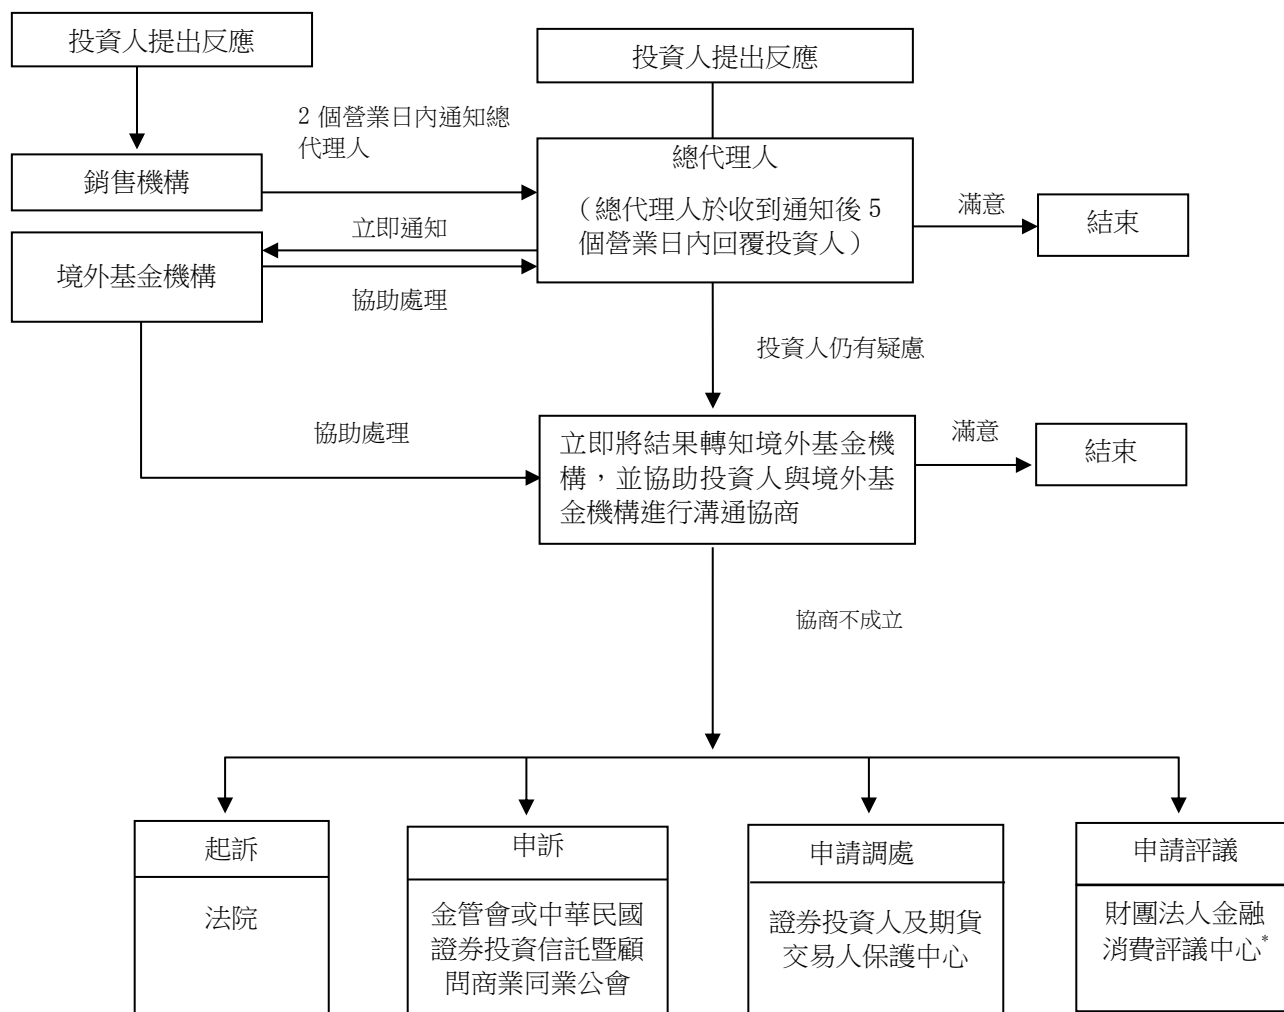 投資人提出反應
投資人提出反應
2 個營業日內通知總
代理人
銷售機構
總代理人
（總代理人於收到通知後 5
個營業日內回覆投資人）
滿意
結束
立即通知
境外基金機構
協助處理
投資人仍有疑慮
協助處理
立即將結果轉知境外基金機
構，並協助投資人與境外基
金機構進行溝通協商
滿意
結束
協商不成立
起訴
法院
申訴
金管會或中華民國
證券投資信託暨顧
問商業同業公會
申請調處
證券投資人及期貨
交易人保護中心
申請評議
財團法人金融
消費評議中心*